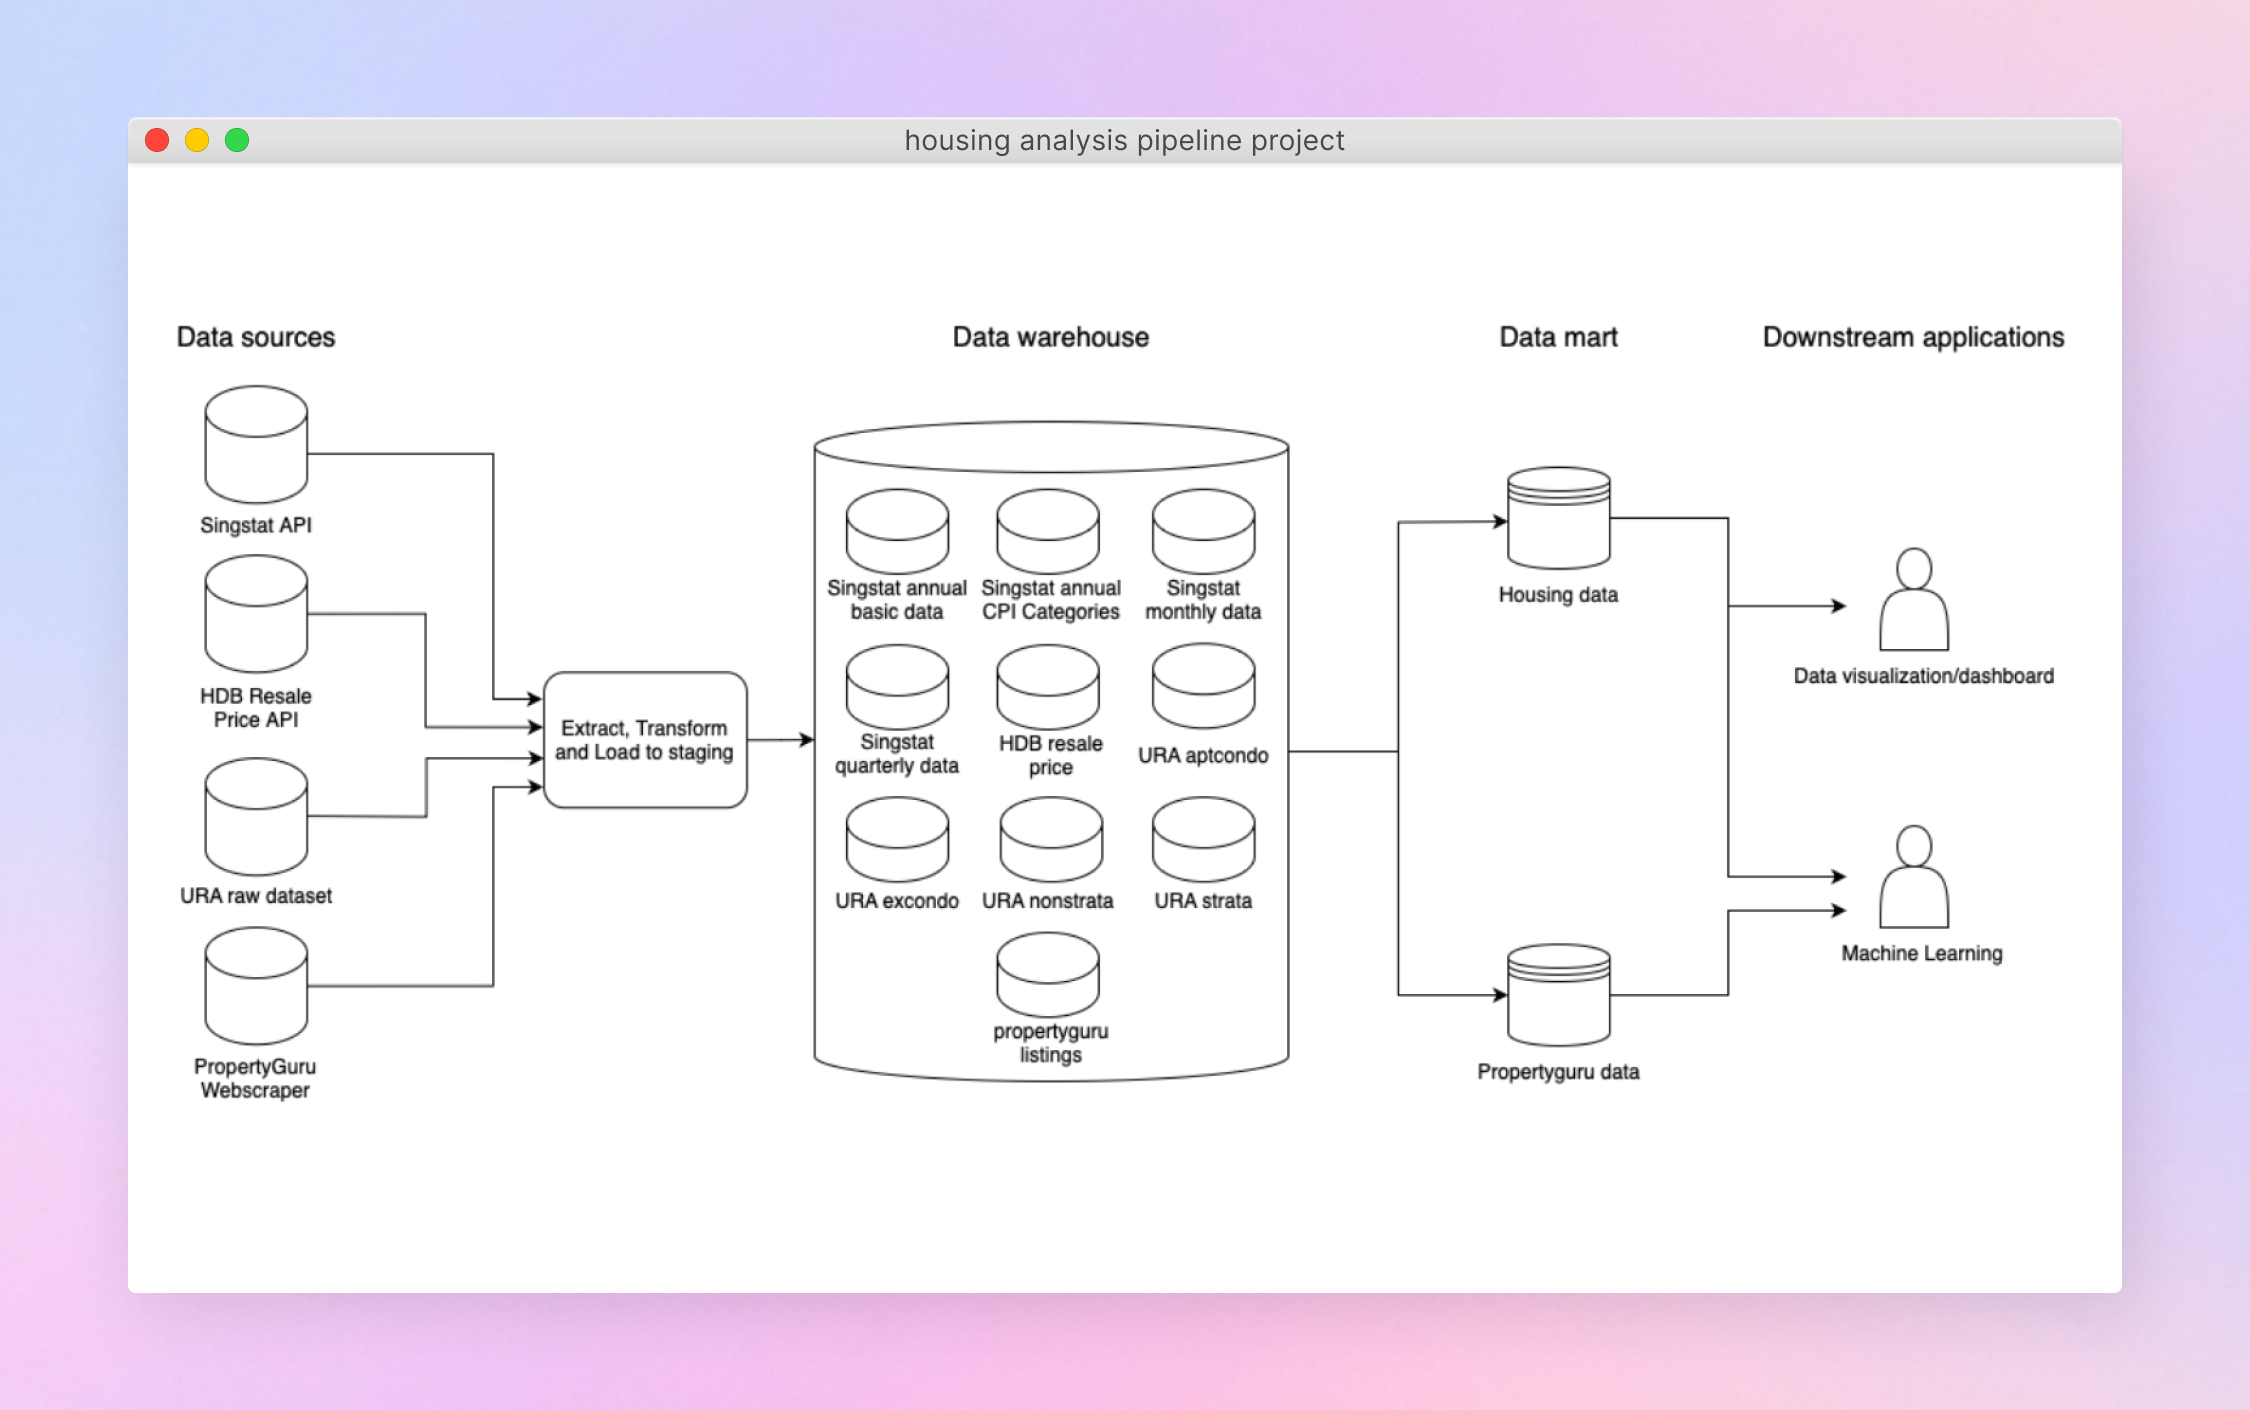 housing analysis pipeline project
Data sources
Data warehouse
Data mart
Downstream applications
Singstat API
HDB Resale
Price API
URA raw dataset
PropertyGuru
Webscraper
Extract, Transform
and Load to staging
Singstat annual
basic data
Singstat annual
CPI Categories
Singstat
monthly data
Singstat
quarterly data
HDB resale
price
URA aptcondo
URA excondo
URA nonstrata
URA strata
propertyguru
listings
Housing data
Propertyguru data
Data visualization/dashboard
Machine Learning